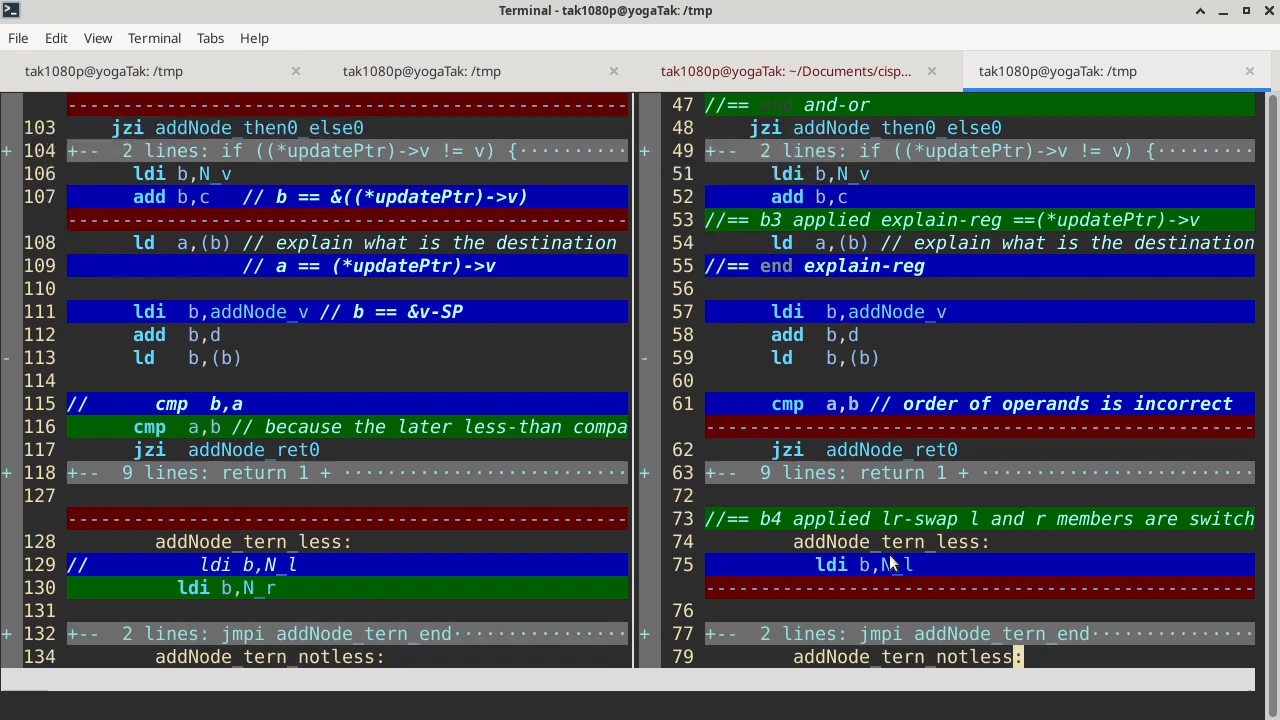 Terminal - tak1080p@yogaTak: /tmp
File Edit View Terminal Tabs Help
tak1080p@yogaTak: /tmp
tak1080p@yogaTak: /tmp
tak1080p@yogaTak: ~/Documents/cisp...
tak1080p@yogaTak: /tmp
103 jzi addNode_then0_else0
+ 104 +-- 2 lines: if ((*updatePtr)->v != v) {
106 ldi b,N_v
107 add b,c // b == &((*updatePtr)->v)
108 ld a,(b) // explain what is the destination
109 // a == (*updatePtr)->v
110
111 ldi b,addNode_v // b == &v-SP
112 add b,d
- 113 ld b,(b)
114
115 // cmp b,a
116 cmp a,b // because the later less-than compa
117 jzi addNode_ret0
+ 118 +-- 9 lines: return 1 +
127
128 addNode_tern_less:
129 // ldi b,N_l
130 ldi b,N_r
131
+ 132 +-- 2 lines: jmpi addNode_tern_end
134 addNode_tern_notless:
47 //== end and-or
48 jzi addNode_then0_else0
+ 49 +-- 2 lines: if ((*updatePtr)->v != v) {
51 ldi b,N_v
52 add b,c
53 //== b3 applied explain-reg ==(*updatePtr)->v
54 ld a,(b) // explain what is the destination
55 //== end explain-reg
56
57 ldi b,addNode_v
58 add b,d
- 59 ld b,(b)
60
61 cmp a,b // order of operands is incorrect
62 jzi addNode_ret0
+ 63 +-- 9 lines: return 1 +
72
73 //== b4 applied lr-swap l and r members are switch
74 addNode_tern_less:
75 ldi b,N_l
76
+ 77 +-- 2 lines: jmpi addNode_tern_end
79 addNode_tern_notless: